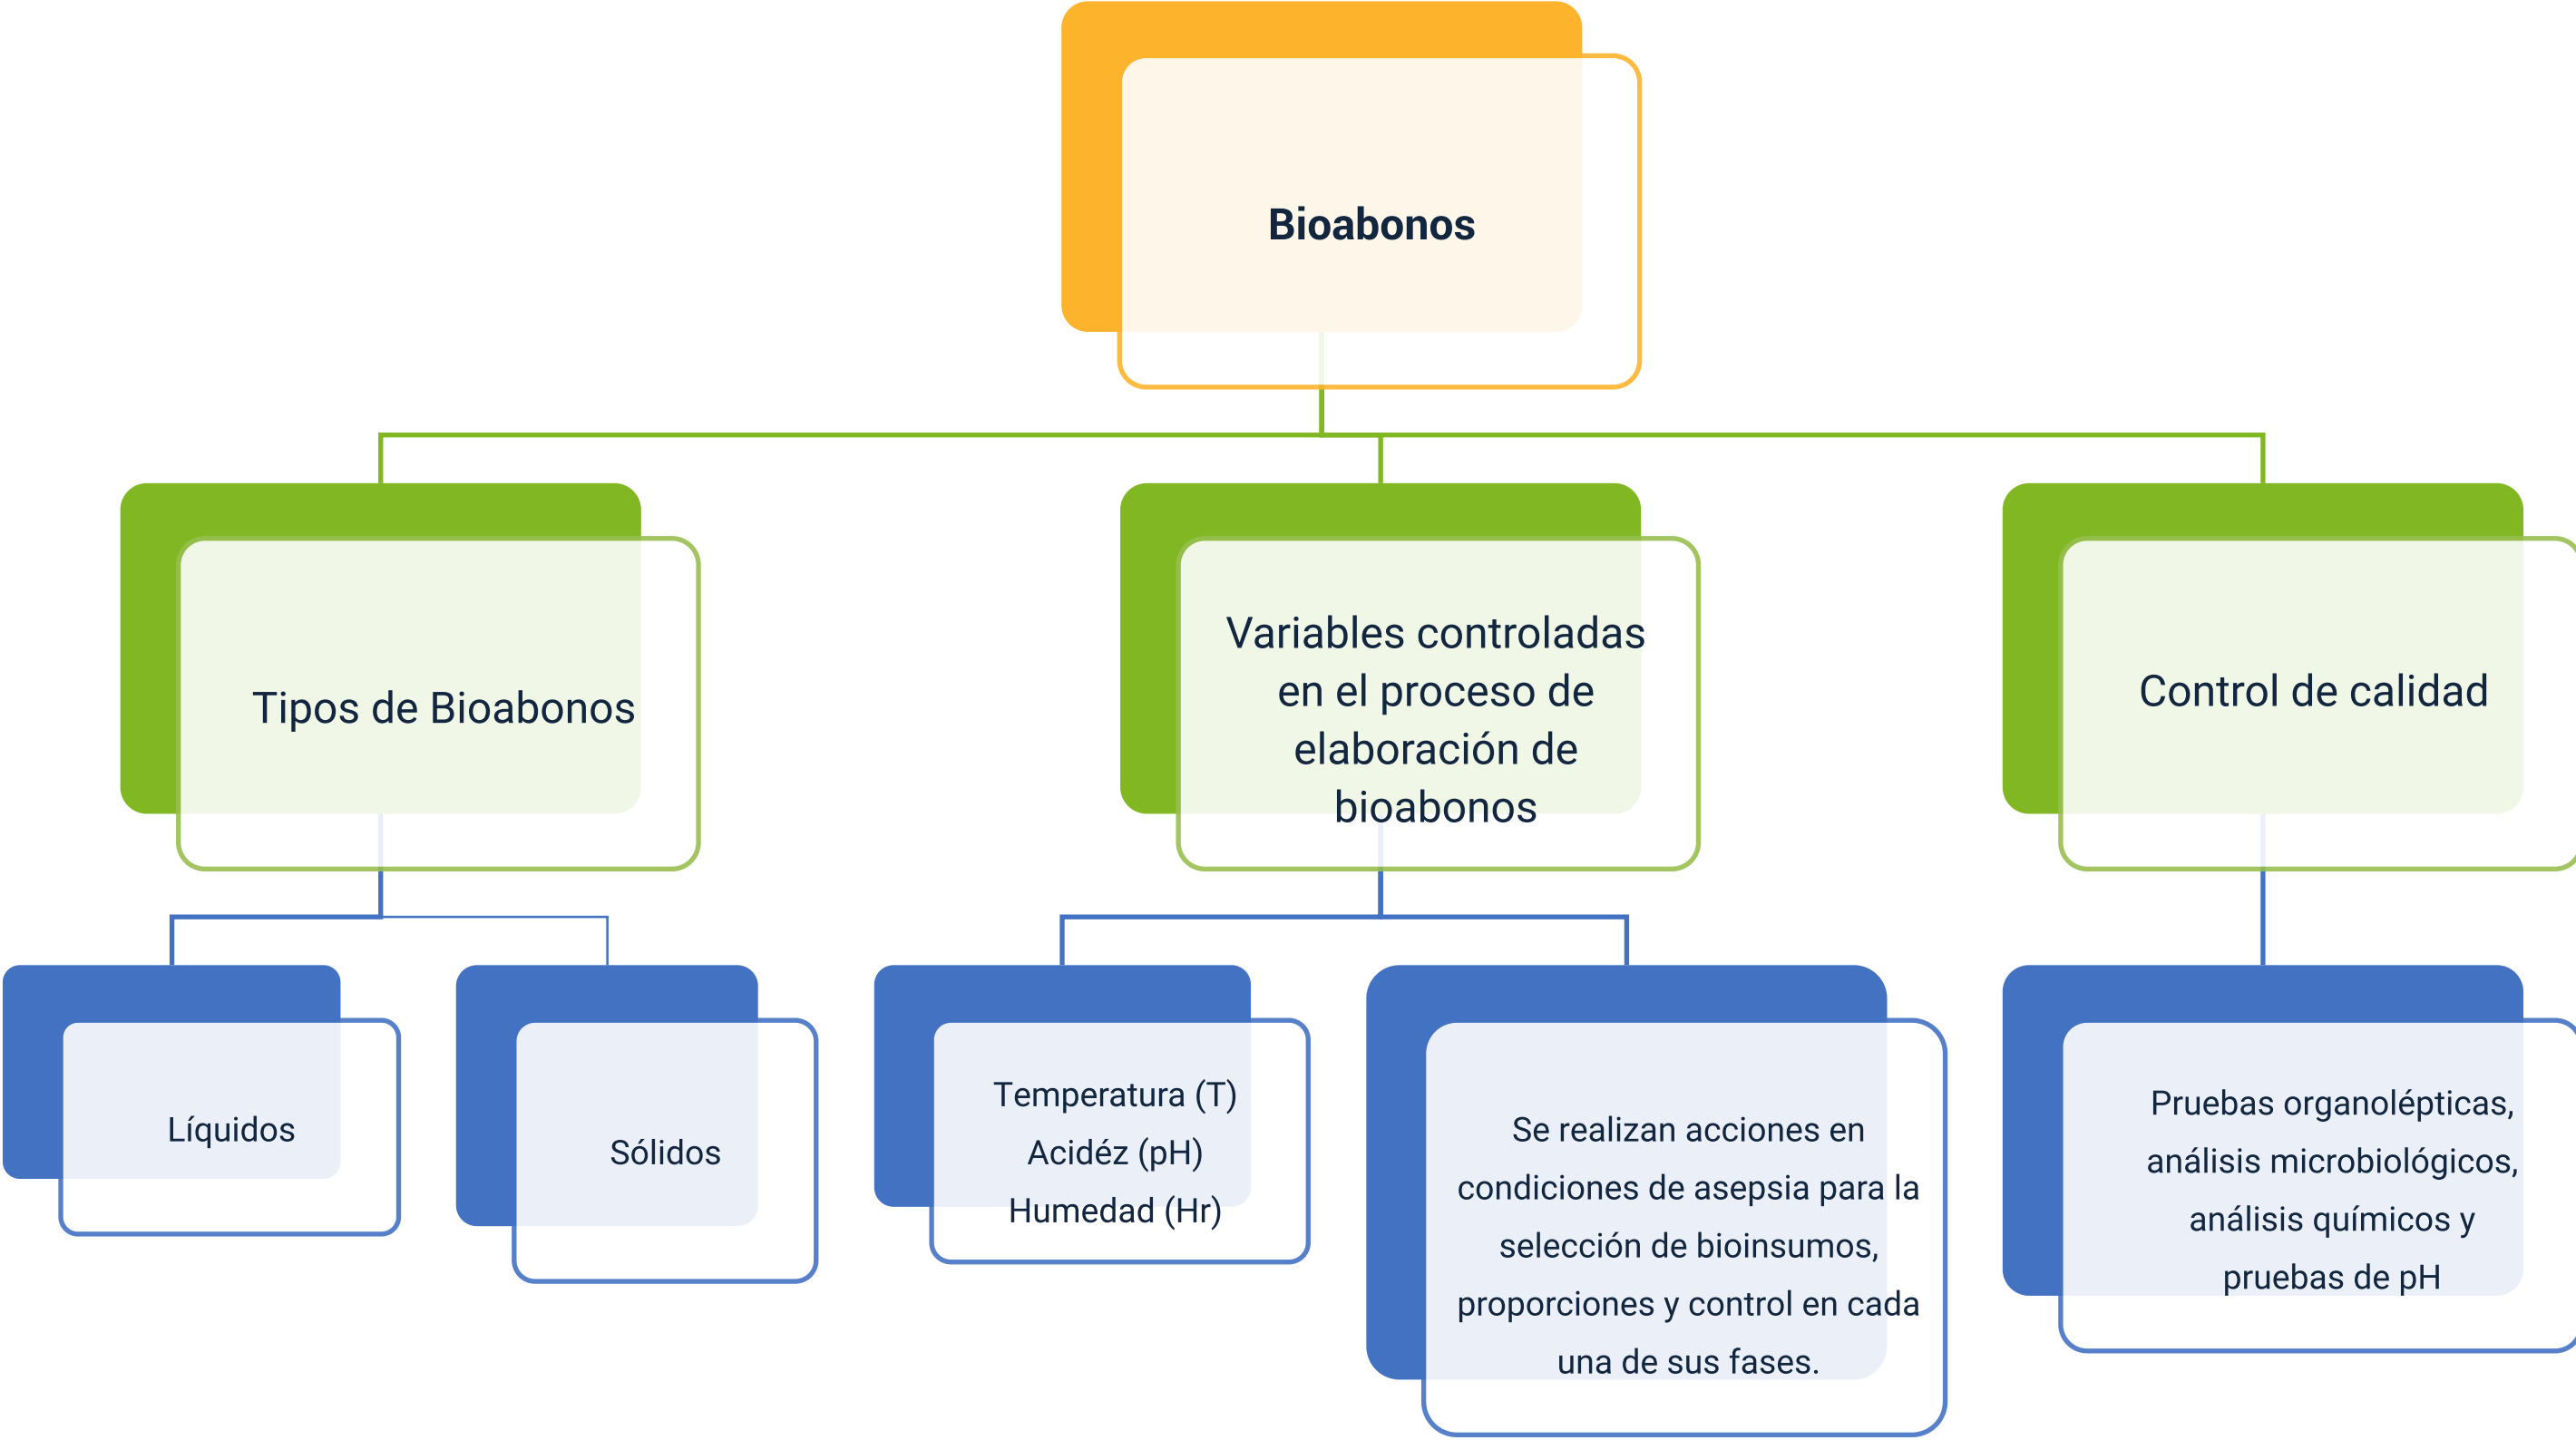 Bioabonos
Tipos de Bioabonos
Variables controladas
en el proceso de
elaboración de
bioabonos
Control de calidad
Líquidos
Sólidos
Temperatura (T)
Acidéz (pH)
Humedad (Hr)
Se realizan acciones en
condiciones de asepsia para la
selección de bioinsumos,
proporciones y control en cada
una de sus fases.
Pruebas organolépticas,
análisis microbiológicos,
análisis químicos y
pruebas de pH